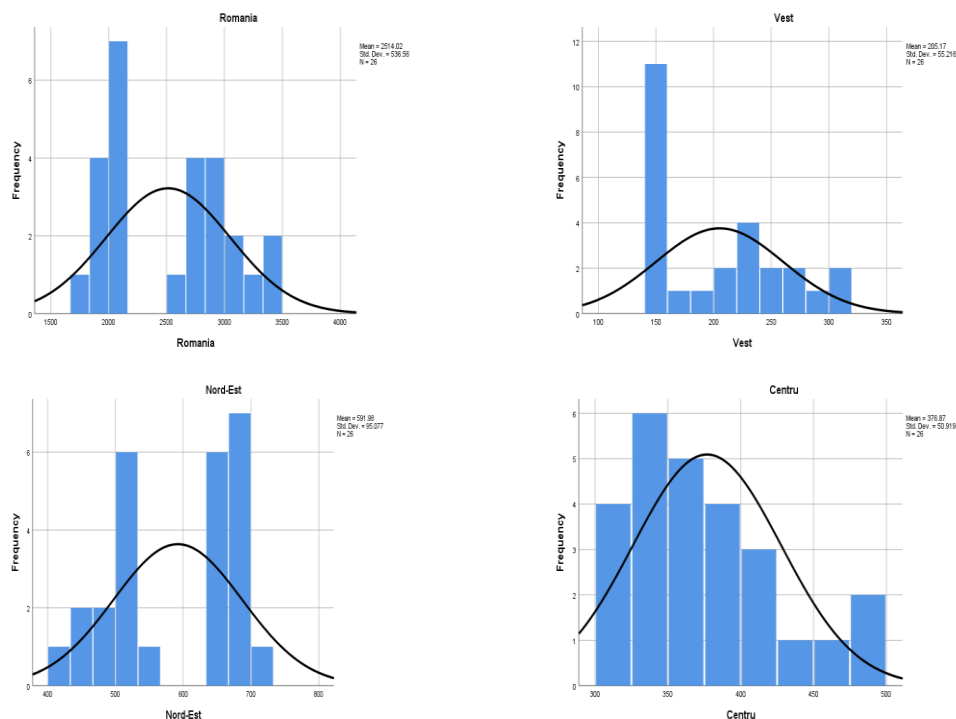 Romania
Mean = 2514.02
Std. Dev. = 536.56
N = 26
Frequency
6
4
2
0
1500 2000 2500 3000 3500 4000
Romania
Vest
Mean = 205.17
Std. Dev. = 55.216
N = 26
Frequency
12
10
8
6
4
2
0
100 150 200 250 300 350
Vest
Nord-Est
Mean = 591.98
Std. Dev. = 95.077
N = 26
Frequency
6
4
2
0
400 500 600 700 800
Nord-Est
Centru
Mean = 376.87
Std. Dev. = 50.919
N = 26
Frequency
6
5
4
3
2
1
0
300 350 400 450 500
Centru